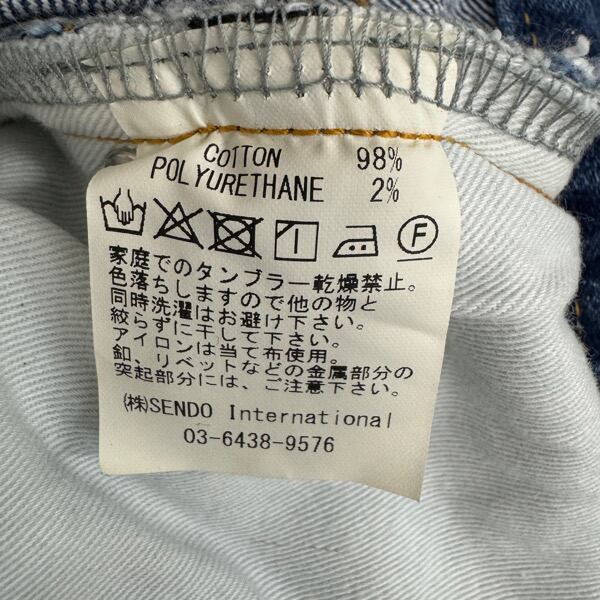 COTTON 98%
POLYURETHANE 2%
F
家庭でのタンブラー乾燥禁止。
色落ちしますので他の物と
同時洗濯はお避け下さい。
絞らずに干して下さい。
アイロンは当て布使用。
釦、リベットなどの金属部分の
突起部分には、ご注意下さい。
㈱SENDO International
03-6438-9576